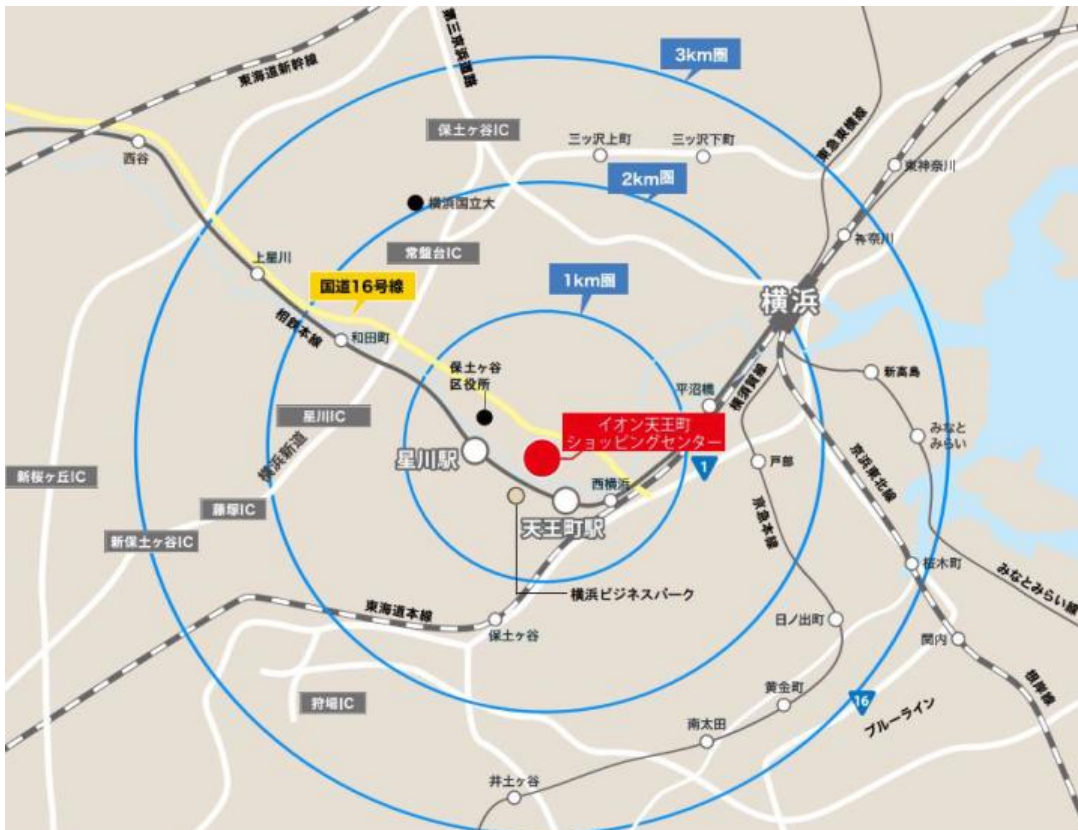 第三京浜道路
3km圏
東海道新幹線
保土ヶ谷IC
三ッ沢上町
三ッ沢下町
東急東横線
西谷
東神奈川
2km圏
横浜国立大
神奈川
常盤台IC
上星川
1km圏
国道16号線
横浜
相鉄本線
和田町
保土ヶ谷
区役所
新高島
平沼橋
横須賀線
星川IC
イオン天王町
ショッピングセンター
みなと
みらい
横浜新道
星川駅
戸部
1
京浜東北線
新桜ヶ丘IC
西横浜
藤塚IC
天王町駅
京急本線
新保土ヶ谷IC
桜木町
横浜ビジネスパーク
みなとみらい線
東海道本線
保土ヶ谷
日ノ出町
関内
黄金町
根岸線
狩場IC
16
ブルーライン
南太田
井土ヶ谷